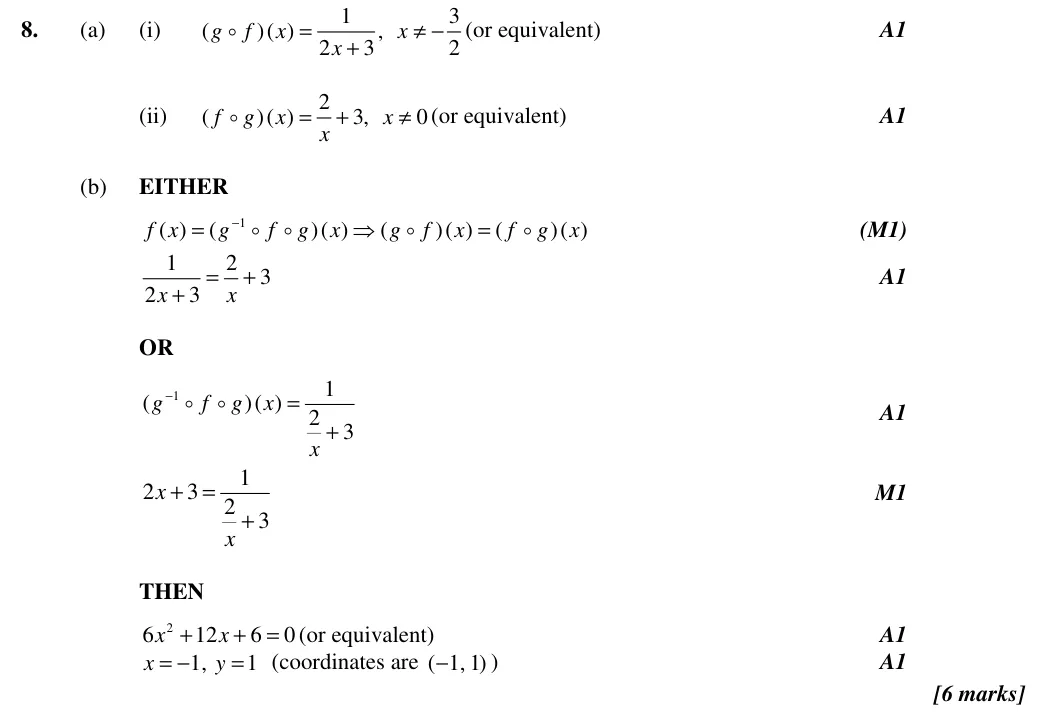 8. (a) (i) (g ∘ f)(x) = 1/(2x + 3), x ≠ −3/2 (or equivalent) A1
(ii) (f ∘ g)(x) = 2/x + 3, x ≠ 0 (or equivalent) A1
(b) EITHER
f(x) = (g⁻¹ ∘ f ∘ g)(x) ⇒ (g ∘ f)(x) = (f ∘ g)(x) (M1)
1/(2x + 3) = 2/x + 3 A1
OR
(g⁻¹ ∘ f ∘ g)(x) = 1/(2/x + 3) A1
2x + 3 = 1/(2/x + 3) M1
THEN
6x² + 12x + 6 = 0 (or equivalent) A1
x = −1, y = 1 (coordinates are (−1, 1)) A1
[6 marks]